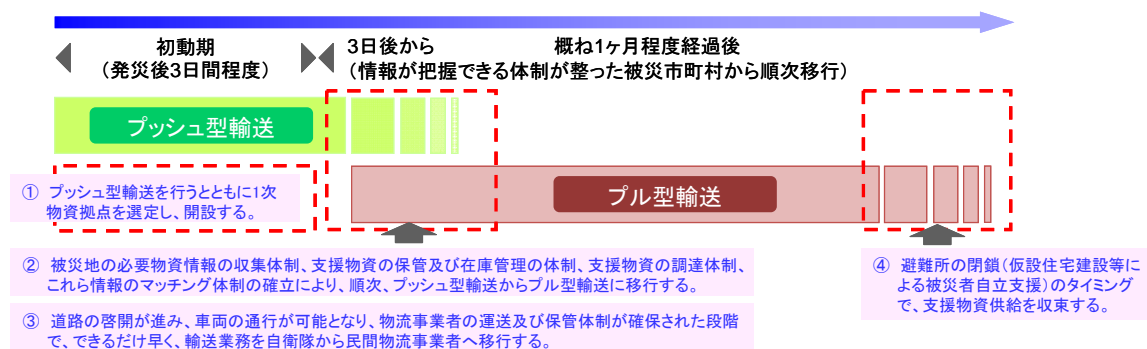 初動期
(発災後3日間程度)
3日後から 概ね1ヶ月程度経過後
(情報が把握できる体制が整った被災市町村から順次移行)
プッシュ型輸送
プル型輸送
① プッシュ型輸送を行うとともに1次
物資拠点を選定し、開設する。
② 被災地の必要物資情報の収集体制、支援物資の保管及び在庫管理の体制、支援物資の調達体制、
これら情報のマッチング体制の確立により、順次、プッシュ型輸送からプル型輸送に移行する。
③ 道路の啓開が進み、車両の通行が可能となり、物流事業者の運送及び保管体制が確保された段階
で、できるだけ早く、輸送業務を自衛隊から民間物流事業者へ移行する。
④ 避難所の閉鎖(仮設住宅建設等に
よる被災者自立支援)のタイミング
で、支援物資供給を収束する。